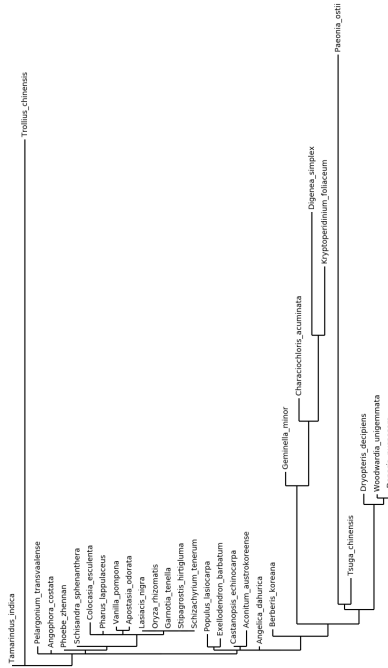 Tamarindus_indica
Trollius_chinensis
Pelargonium_transvaalense
Angophora_costata
Phoebe_zhennan
Schisandra_sphenanthera
Colocasia_esculenta
Pharus_lappulaceus
Vanilla_pompona
Apostasia_odorata
Lasiacis_nigra
Oryza_rhizomatis
Garnotia_tenella
Stipagrostis_hirtigluma
Schizachyrium_tenerum
Populus_lasiocarpa
Exellodendron_barbatum
Castanopsis_echinocarpa
Aconitum_austrokoreense
Angelica_dahurica
Berberis_koreana
Geminella_minor
Characiochloris_acuminata
Digenea_simplex
Kryptoperidinium_foliaceum
Paeonia_ostii
Tsuga_chinensis
Dryopteris_decipiens
Woodwardia_unigemmata